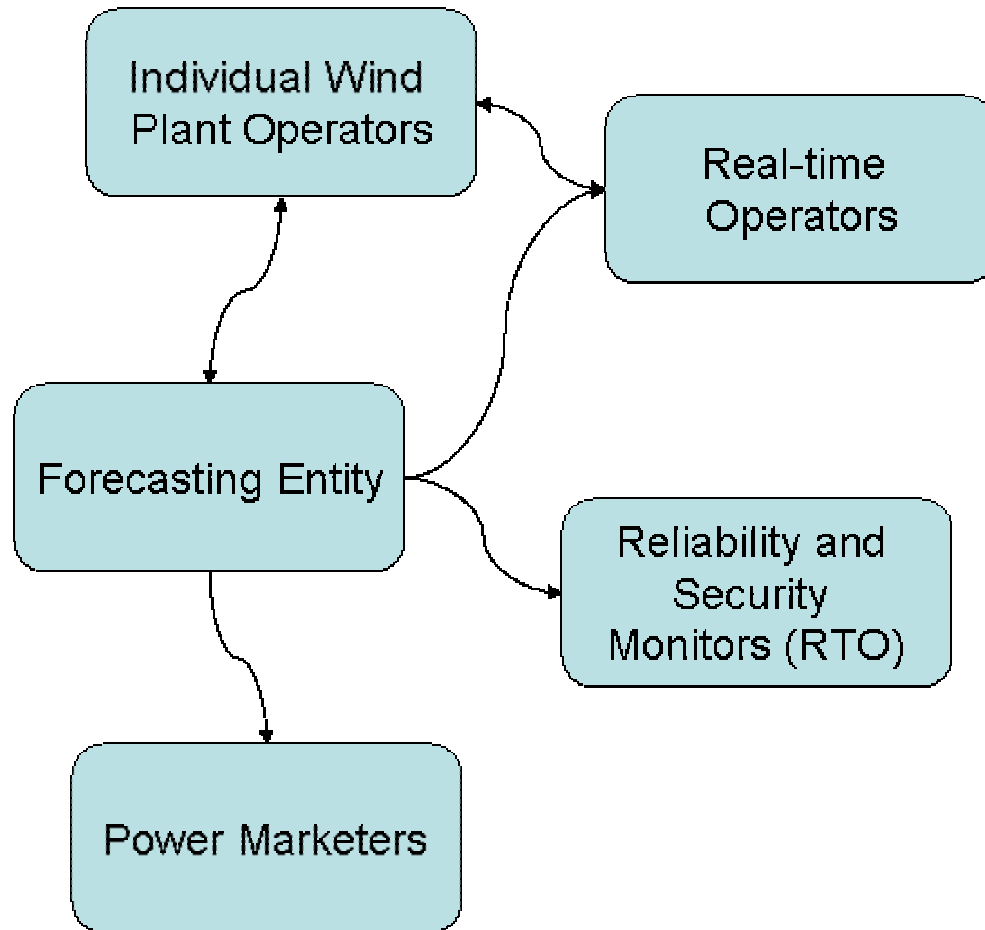 Individual Wind
Plant Operators
Real-time
Operators
Forecasting Entity
Reliability and
Security
Monitors (RTO)
Power Marketers